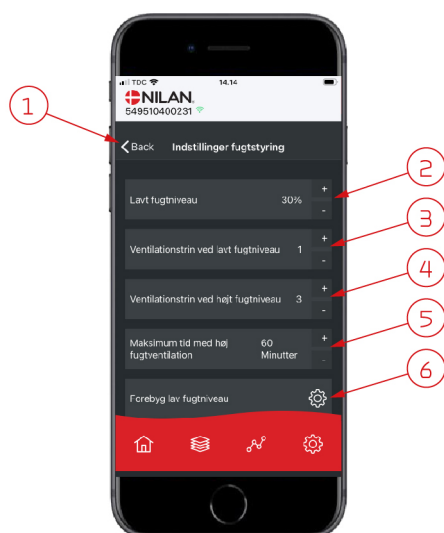 TDC
14.14
NILAN
549510400231
1
Back
Indstillinger fugtstyring
2
Lavt fugtniveau
30%
+
-
3
Ventilationstrin ved lavt fugtniveau
1
+
-
4
Ventilationstrin ved højt fugtniveau
3
+
-
5
Maksimum tid med høj
fugtventilation
60
Minutter
+
-
6
Forebyg lav fugtniveau